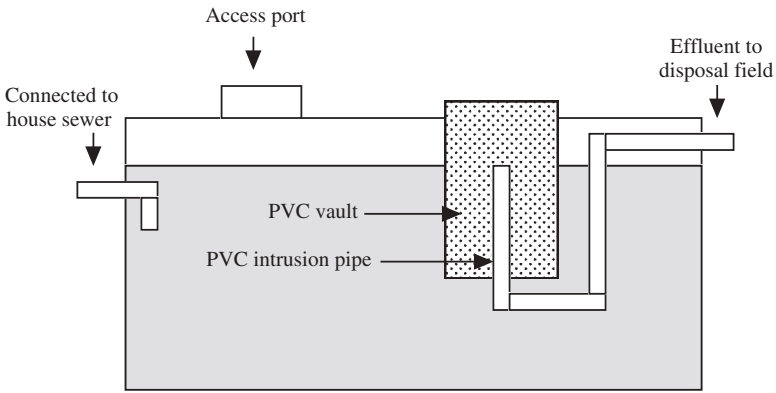 Access port
Effluent to
disposal field
Connected to
house sewer
PVC vault
PVC intrusion pipe